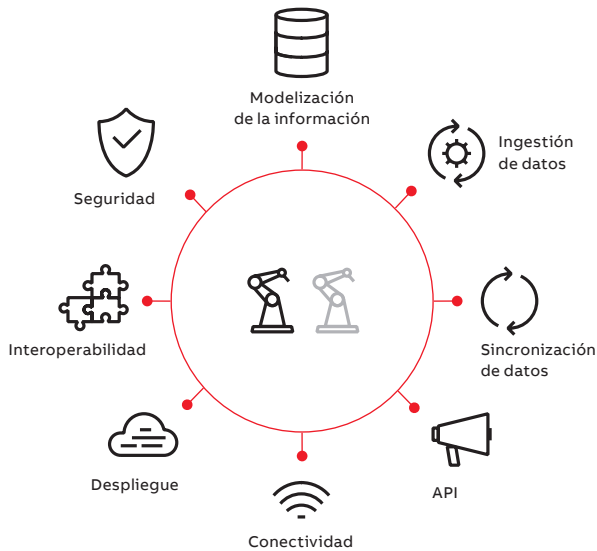 Modelización
de la información
Ingestión
de datos
Sincronización
de datos
API
Conectividad
Despliegue
Interoperabilidad
Seguridad